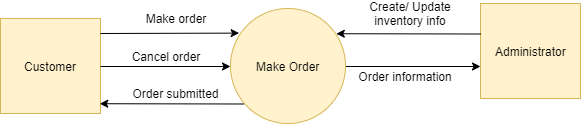 Make order
Create/ Update
inventory info
Cancel order
Customer
Make Order
Administrator
Order information
Order submitted